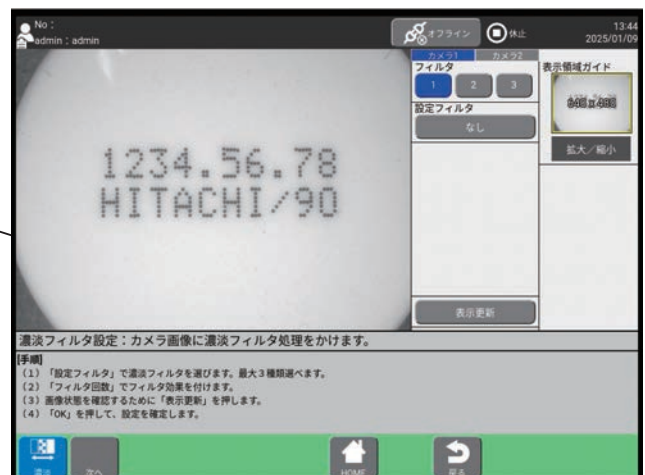 No :
admin : admin
オフライン
休止
13:44
2025/01/09
カメラ1 カメラ2
フィルタ
1 2 3
設定フィルタ
なし
表示更新
表示領域ガイド
640 x 480
拡大/縮小
1234.56.78
HITACHI/90
濃淡フィルタ設定:カメラ画像に濃淡フィルタ処理をかけます。
[手順]
(1) 「設定フィルタ」で濃淡フィルタを選びます。最大3種類選べます。
(2) 「フィルタ回数」でフィルタ効果を付けます。
(3) 画像状態を確認するために「表示更新」を押します。
(4) 「OK」を押して、設定を確定します。
濃淡
次へ
HOME
戻る